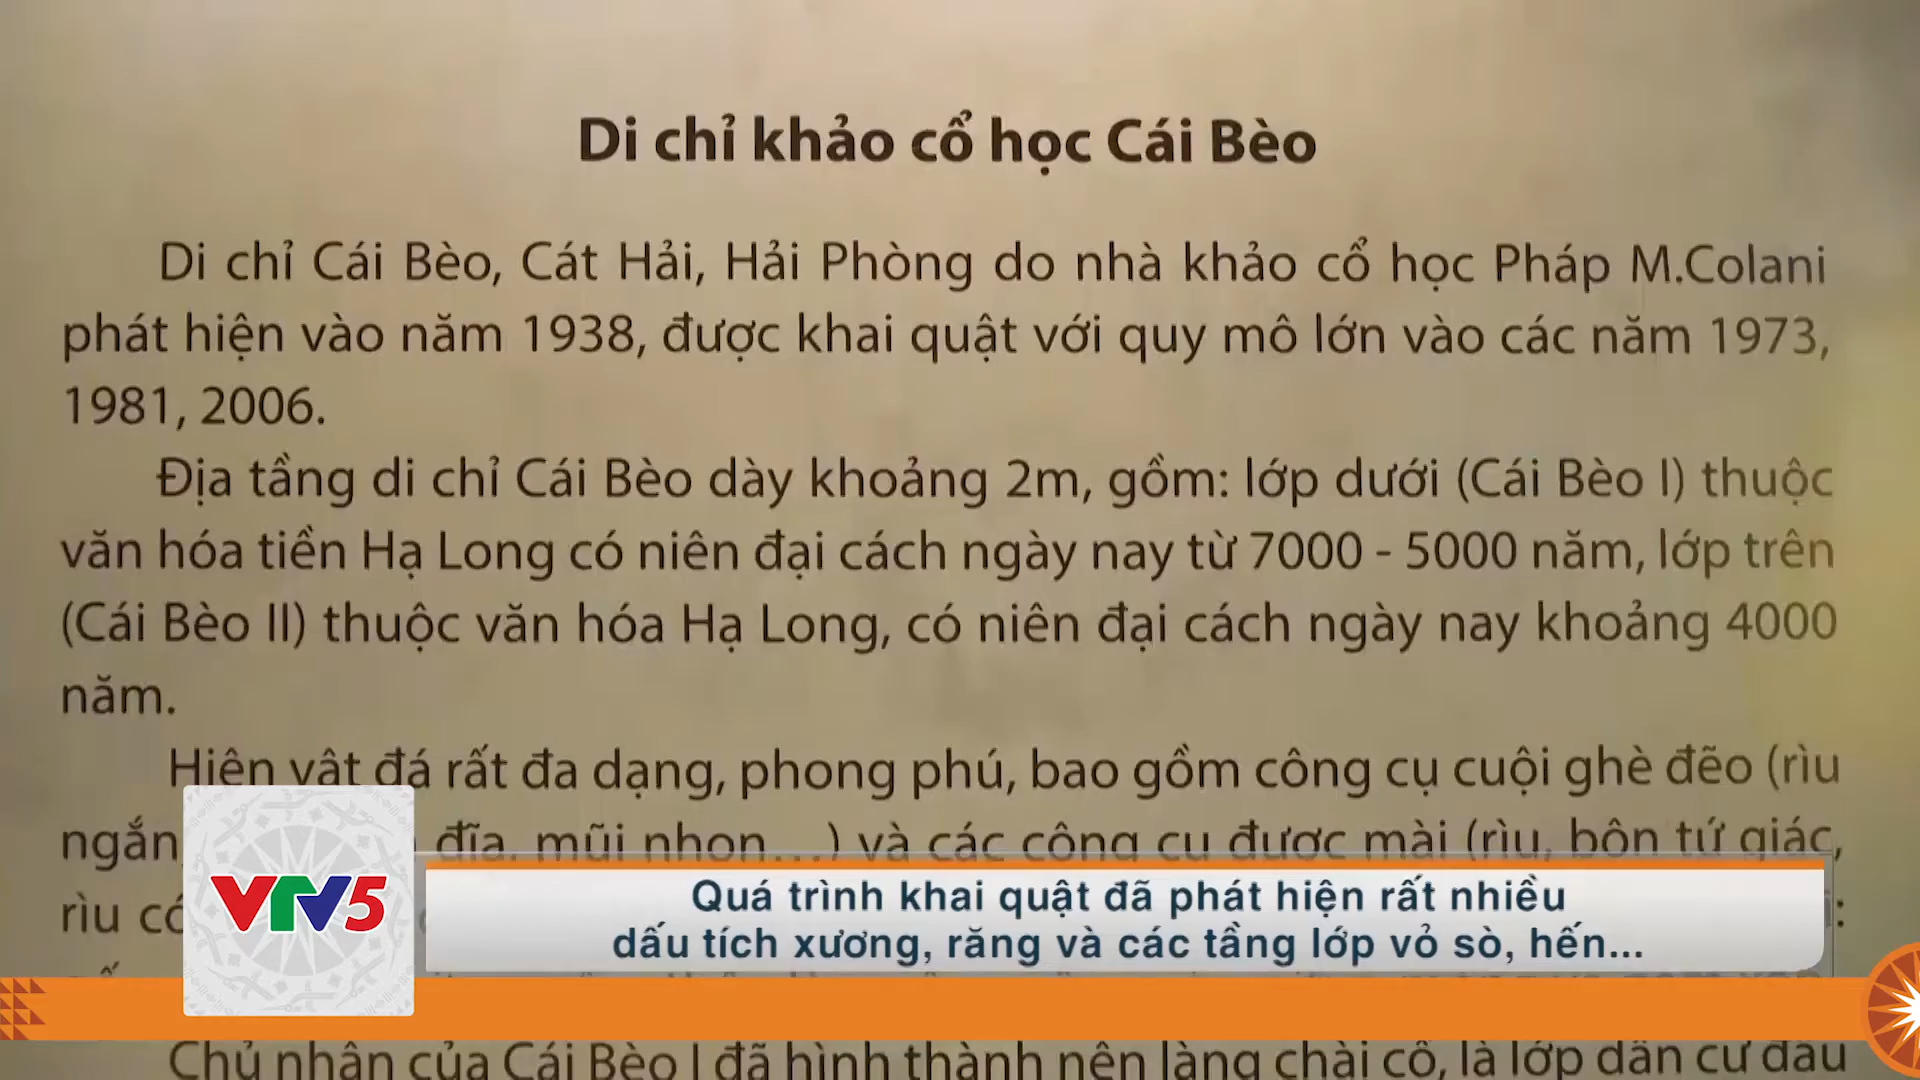 Di chỉ khảo cổ học Cái Bèo
Di chỉ Cái Bèo, Cát Hải, Hải Phòng do nhà khảo cổ học Pháp M.Colani
phát hiện vào năm 1938, được khai quật với quy mô lớn vào các năm 1973,
1981, 2006.
Địa tầng di chỉ Cái Bèo dày khoảng 2m, gồm: lớp dưới (Cái Bèo I) thuộc
văn hóa tiền Hạ Long có niên đại cách ngày nay từ 7000 - 5000 năm, lớp trên
(Cái Bèo II) thuộc văn hóa Hạ Long, có niên đại cách ngày nay khoảng 4000
năm.
Hiện vật đá rất đa dạng, phong phú, bao gồm công cụ cuội ghè đẽo (rìu
ngắn, đĩa, mũi nhọn...) và các công cụ được mài (rìu, bôn tứ giác,
rìu có
VTV5
Quá trình khai quật đã phát hiện rất nhiều
dấu tích xương, răng và các tầng lớp vỏ sò, hến...
Chủ nhân của Cái Bèo I đã hình thành nên làng chài cổ, là lớp dân cư đầu